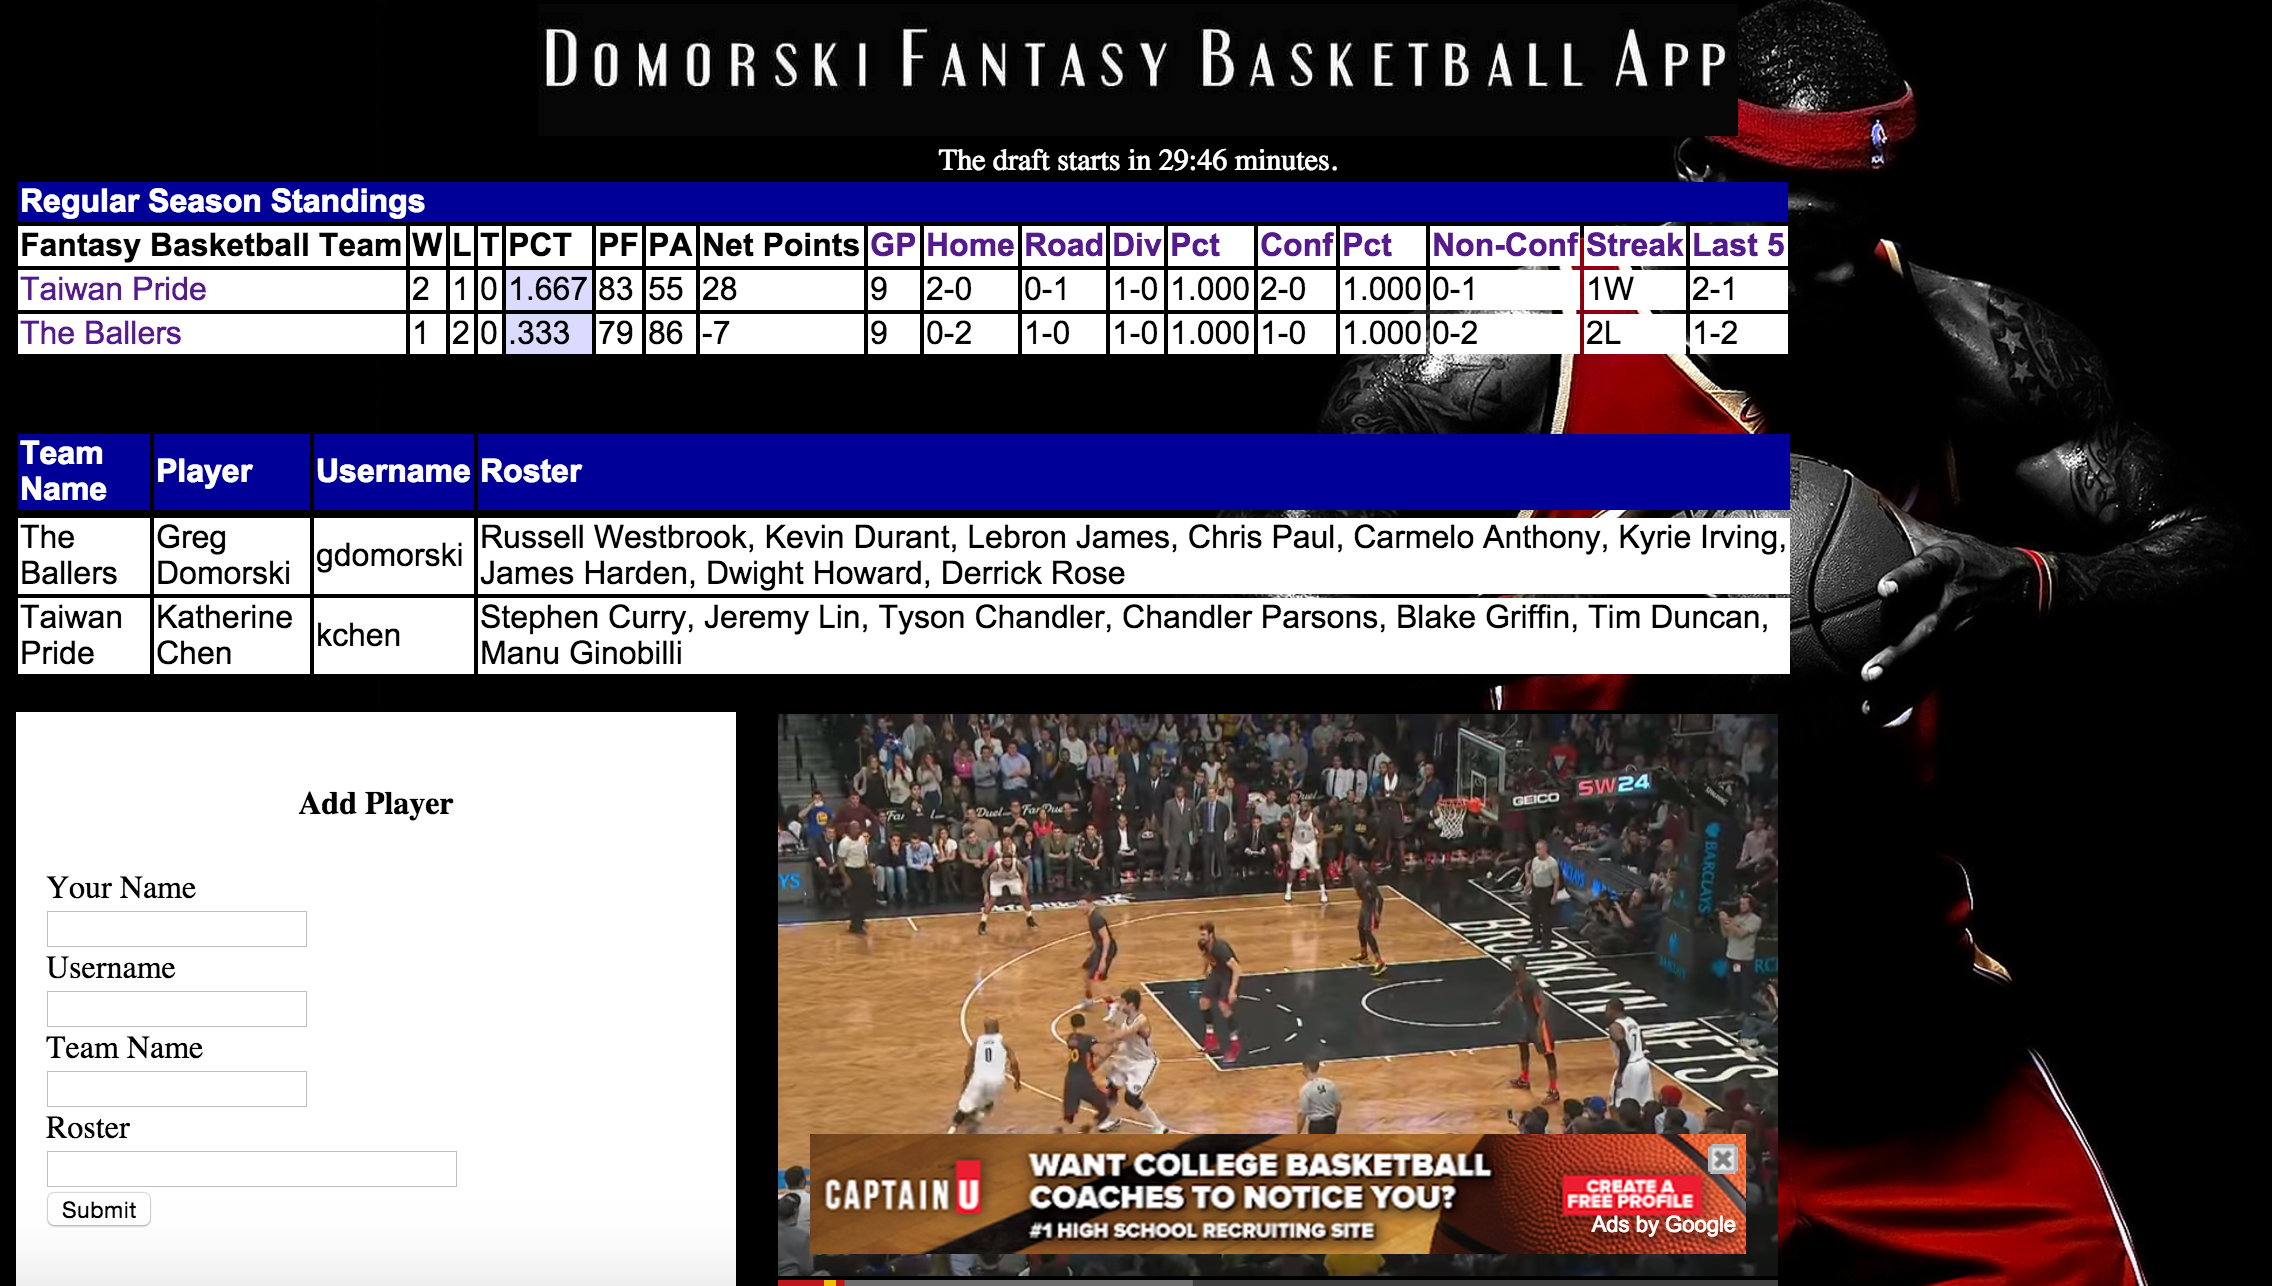 DOMORSKI FANTASY BASKETBALL APP
The draft starts in 29:46 minutes.
Regular Season Standings
Fantasy Basketball Team W L T PCT PF PA Net Points GP Home Road Div Pct Conf Pct Non-Conf Streak Last 5
Taiwan Pride 2 1 0 1.667 83 55 28 9 2-0 0-1 1-0 1.000 2-0 1.000 0-1 1W 2-1
The Ballers 1 2 0 .333 79 86 -7 9 0-2 1-0 1-0 1.000 1-0 1.000 0-2 2L 1-2
Team Name Player Username Roster
The Ballers Greg Domorski gdomorski Russell Westbrook, Kevin Durant, Lebron James, Chris Paul, Carmelo Anthony, Kyrie Irving,
James Harden, Dwight Howard, Derrick Rose
Taiwan Pride Katherine Chen kchen Stephen Curry, Jeremy Lin, Tyson Chandler, Chandler Parsons, Blake Griffin, Tim Duncan,
Manu Ginobilli
Add Player
Your Name
Username
Team Name
Roster
Submit
GEICO
SW24
BARCLAYS
YS
BROOKLYN NETS
0
CAPTAIN U
WANT COLLEGE BASKETBALL
COACHES TO NOTICE YOU?
#1 HIGH SCHOOL RECRUITING SITE
CREATE A
FREE PROFILE
Ads by Google